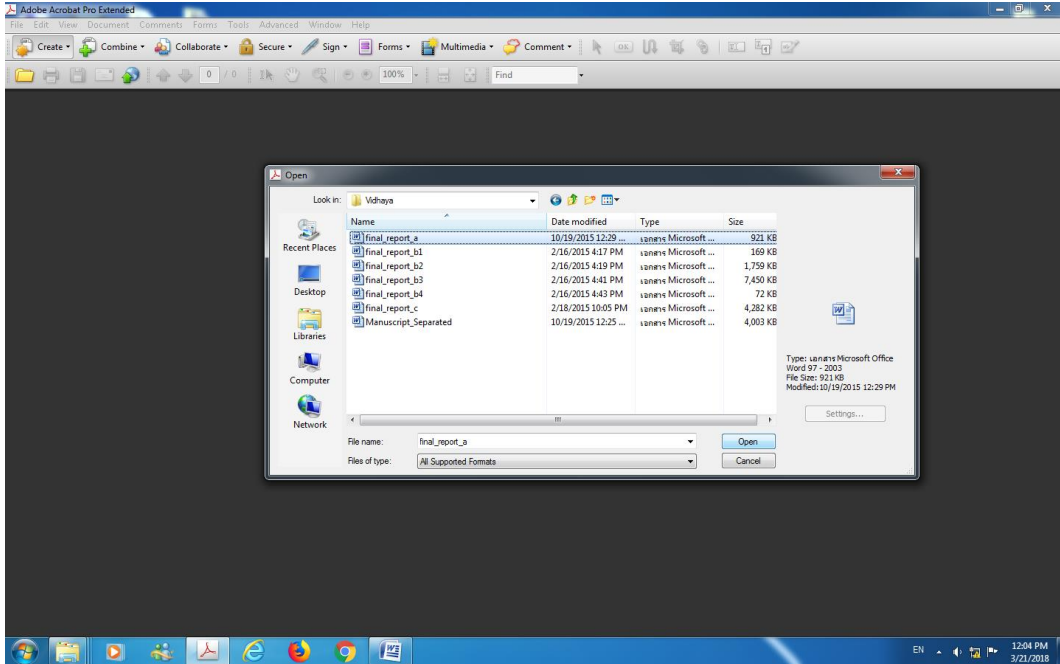 Adobe Acrobat Pro Extended
File Edit View Document Comments Forms Tools Advanced Window Help
Create Combine Collaborate Secure Sign Forms Multimedia Comment OK
0 / 0 100% Find
Open
Look in: Vidhaya
Name Date modified Type Size
final_report_a 10/19/2015 12:29 ... เอกสาร Microsoft ... 921 KB
final_report_b1 2/16/2015 4:17 PM เอกสาร Microsoft ... 169 KB
final_report_b2 2/16/2015 4:19 PM เอกสาร Microsoft ... 1,759 KB
final_report_b3 2/16/2015 4:41 PM เอกสาร Microsoft ... 7,450 KB
final_report_b4 2/16/2015 4:43 PM เอกสาร Microsoft ... 72 KB
final_report_c 2/18/2015 10:05 PM เอกสาร Microsoft ... 4,282 KB
Manuscript_Separated 10/19/2015 12:25 ... เอกสาร Microsoft ... 4,003 KB
Recent Places
Desktop
Libraries
Computer
Network
Type: เอกสาร Microsoft Office
Word 97 - 2003
File Size: 921 KB
Modified:10/19/2015 12:29 PM
Settings...
File name: final_report_a Open
Files of type: All Supported Formats Cancel
EN 12:04 PM
3/21/2018